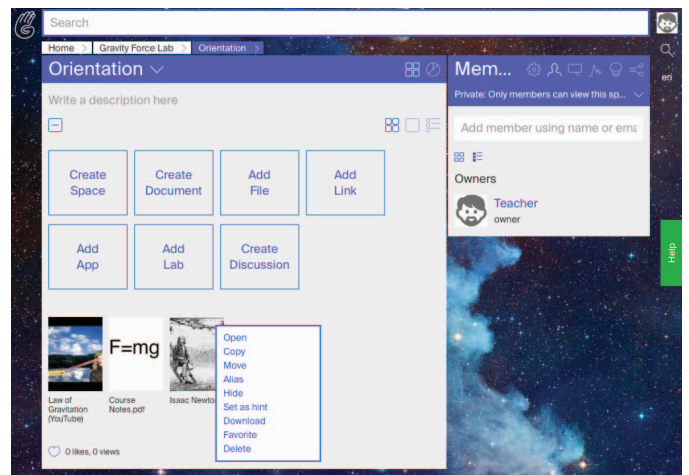 Search
Home > Gravity Force Lab > Orientation >
Orientation
Write a description here
Create
Space
Create
Document
Add
File
Add
Link
Add
App
Add
Lab
Create
Discussion
F=mg
Law of
Gravitation
(YouTube)
Course
Notes.pdf
Isaac Newto
Open
Copy
Move
Alias
Hide
Set as hint
Download
Favorite
Delete
0 likes, 0 views
Mem...
Private: Only members can view this sp...
Add member using name or ema
Owners
Teacher
owner
en
Help